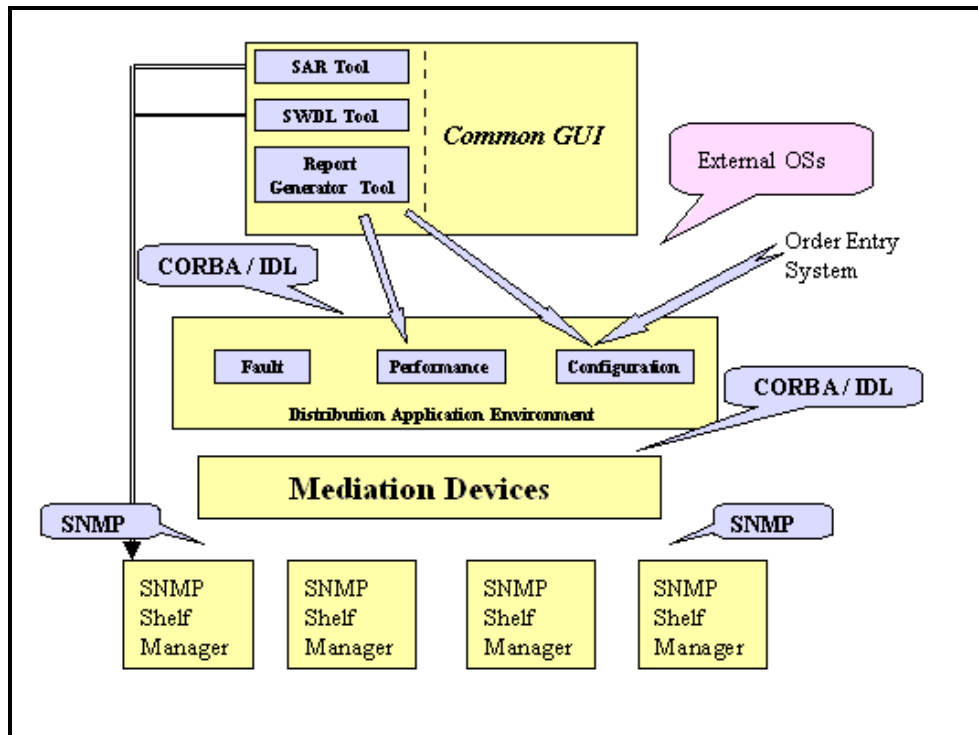 SAR Tool
SWDL Tool
Report
Generator Tool
Common GUI
External OSs
Order Entry
System
CORBA / IDL
Fault
Performance
Configuration
Distribution Application Environment
CORBA / IDL
Mediation Devices
SNMP
SNMP
SNMP
Shelf
Manager
SNMP
Shelf
Manager
SNMP
Shelf
Manager
SNMP
Shelf
Manager